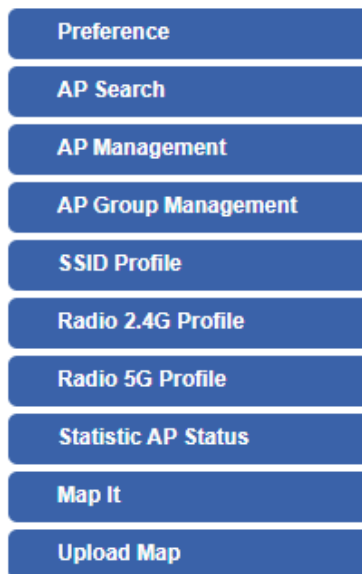 Preference
AP Search
AP Management
AP Group Management
SSID Profile
Radio 2.4G Profile
Radio 5G Profile
Statistic AP Status
Map It
Upload Map